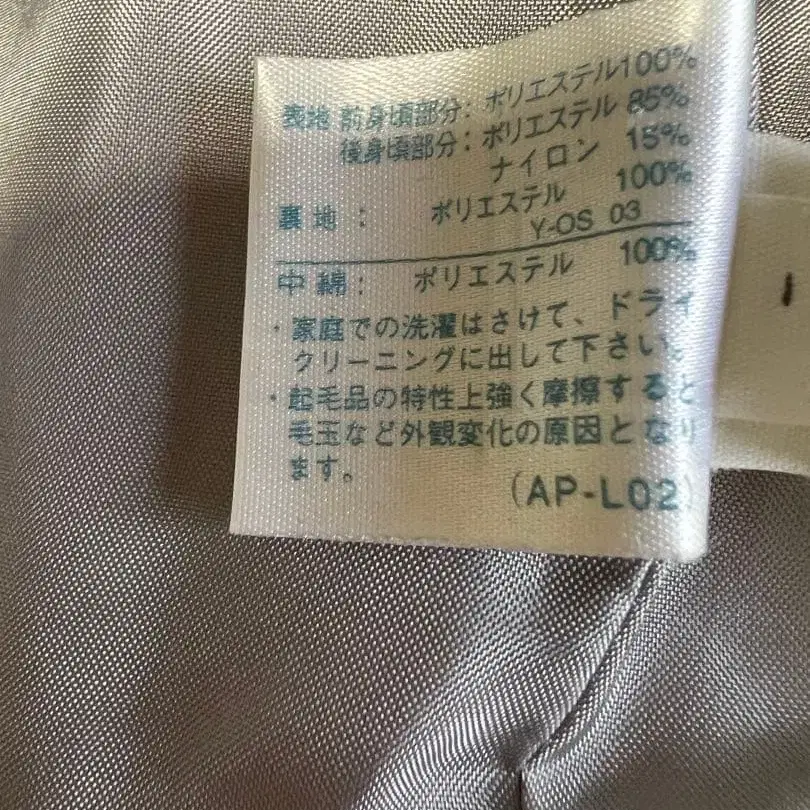 表地 前身頃部分: ポリエステル100%
後身頃部分: ポリエステル 85%
ナイロン 15%
裏地: ポリエステル 100%
Y-OS 03
中綿: ポリエステル 100%
・家庭での洗濯はさけて、ドライ
クリーニングに出して下さい。
・起毛品の特性上強く摩擦すると
毛玉など外観変化の原因となり
ます。
(AP-L02)